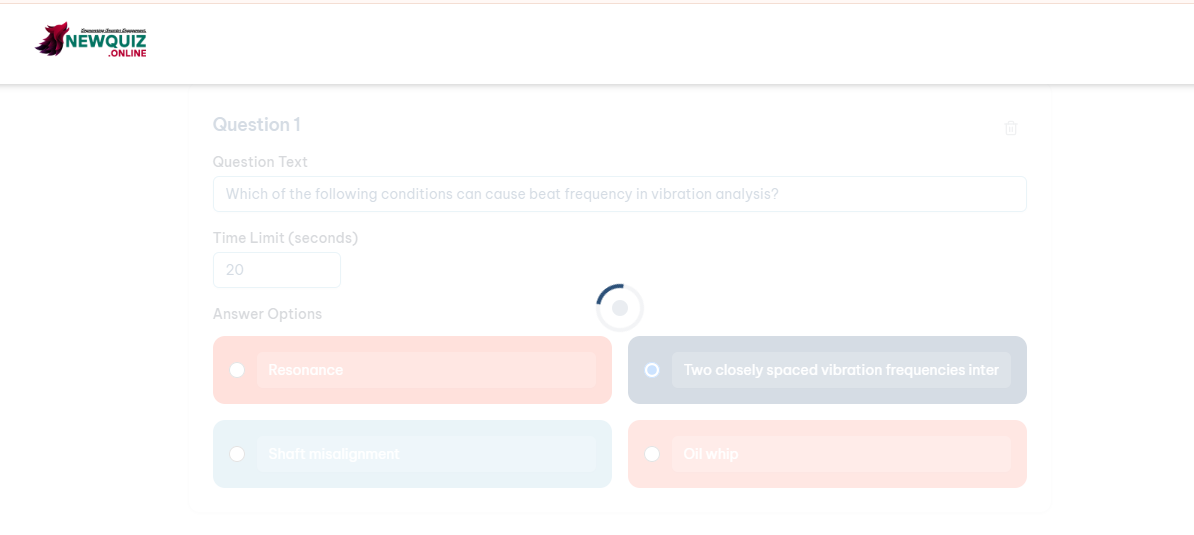 NEWQUIZ
.ONLINE
Question 1
Question Text
Which of the following conditions can cause beat frequency in vibration analysis?
Time Limit (seconds)
20
Answer Options
Resonance
Two closely spaced vibration frequencies inter
Shaft misalignment
Oil whip